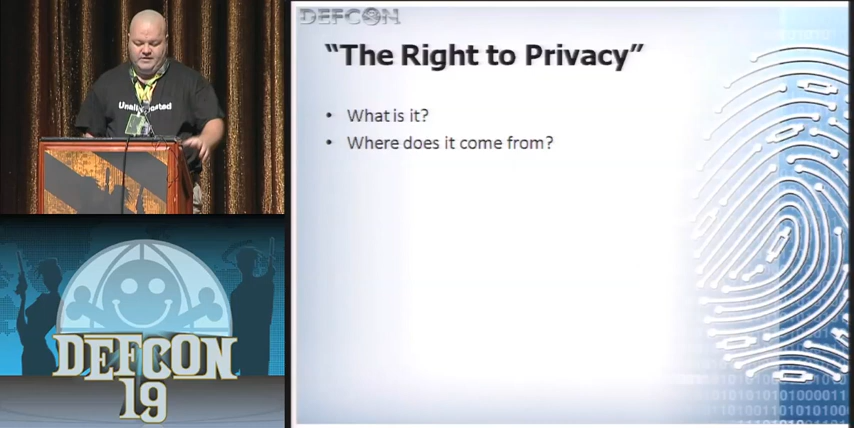 DEFCON
“The Right to Privacy”
• What is it?
• Where does it come from?
DEFCON
19